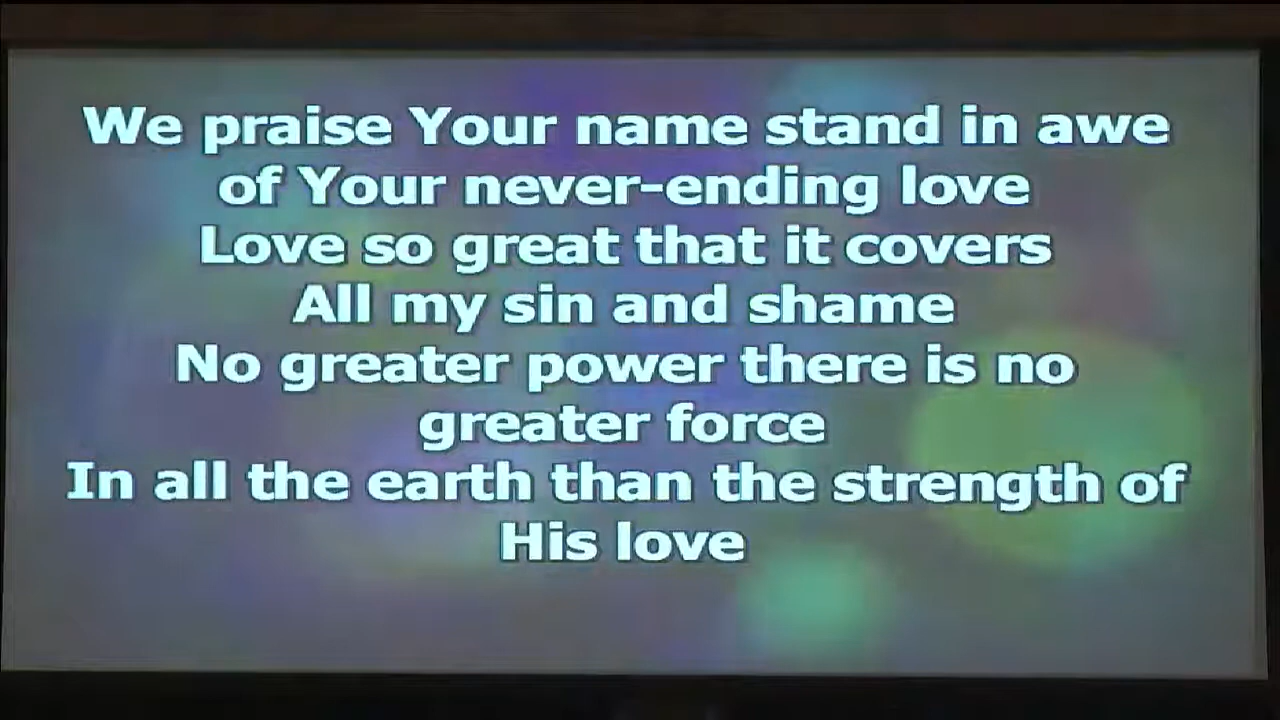 We praise Your name stand in awe
of Your never-ending love
Love so great that it covers
All my sin and shame
No greater power there is no
greater force
In all the earth than the strength of
His love